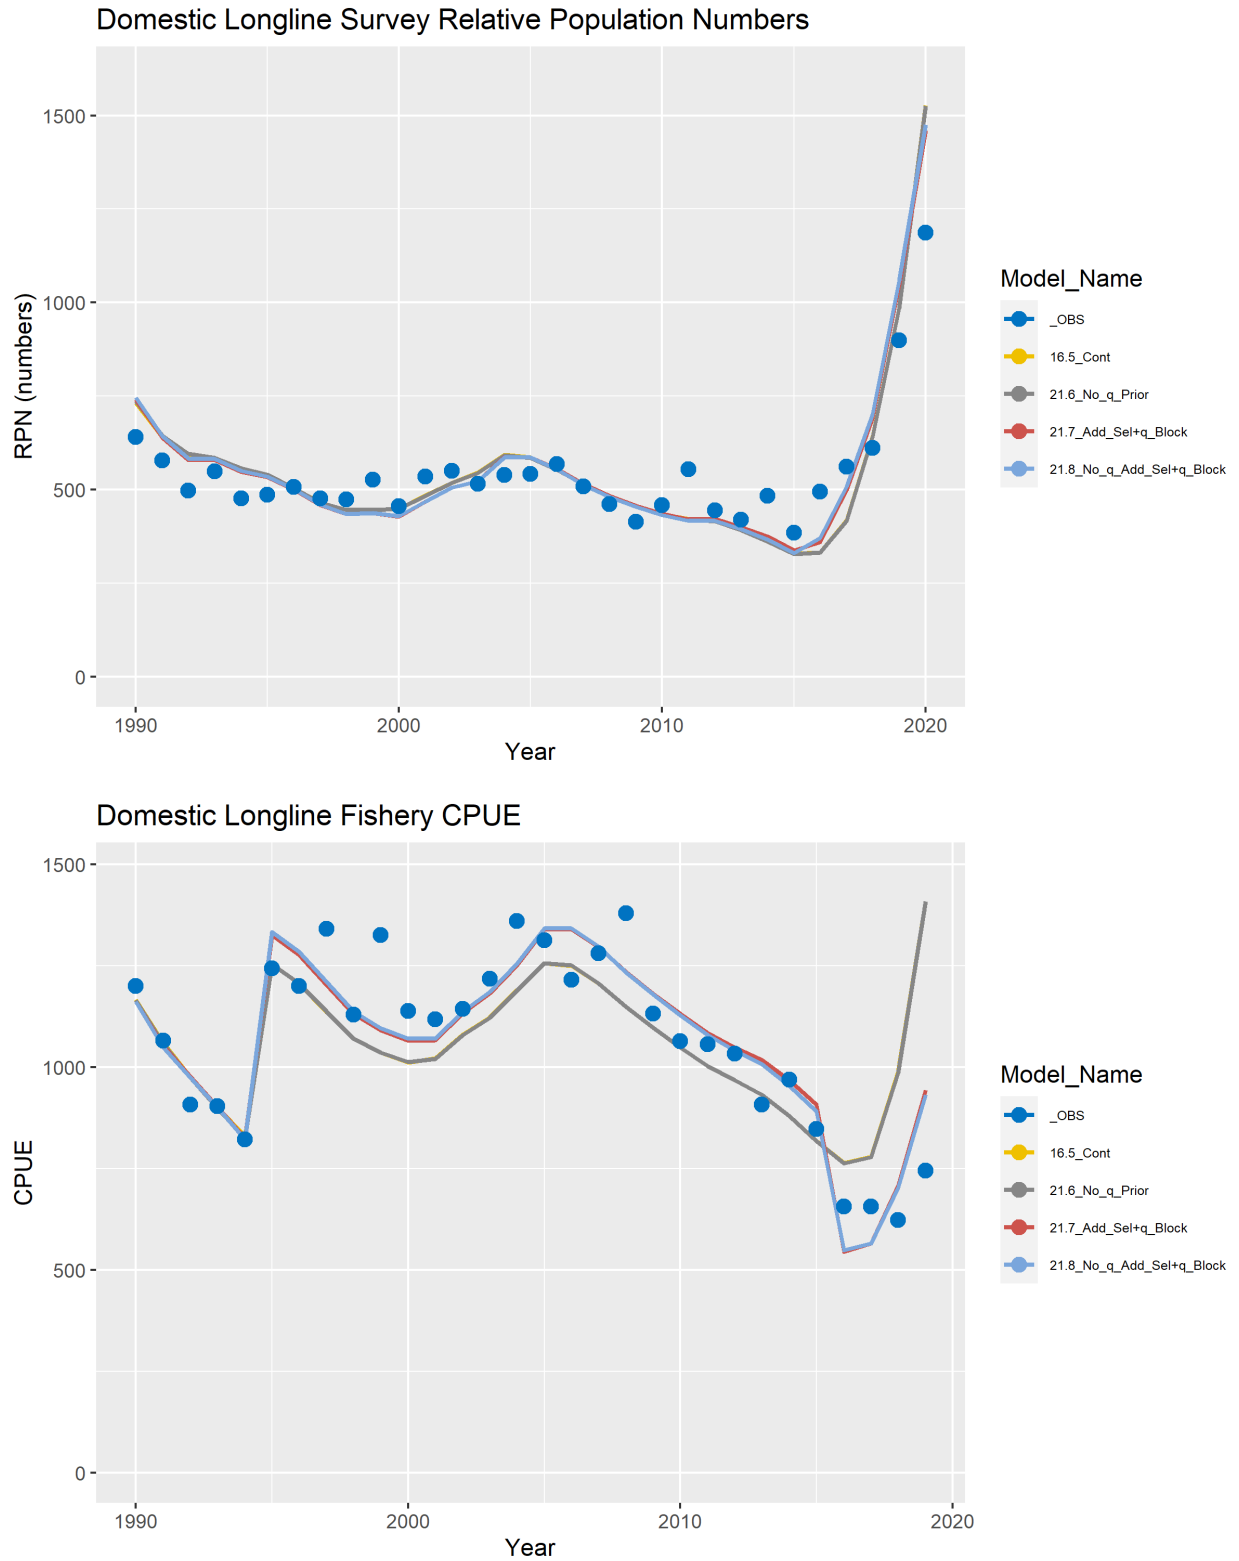 Domestic Longline Survey Relative Population Numbers
1500
1000
500
0
RPN (numbers)
1990
2000
2010
2020
Year
Model_Name
_OBS
16.5_Cont
21.6_No_q_Prior
21.7_Add_Sel+q_Block
21.8_No_q_Add_Sel+q_Block
Domestic Longline Fishery CPUE
1500
1000
500
0
CPUE
1990
2000
2010
2020
Year
Model_Name
_OBS
16.5_Cont
21.6_No_q_Prior
21.7_Add_Sel+q_Block
21.8_No_q_Add_Sel+q_Block